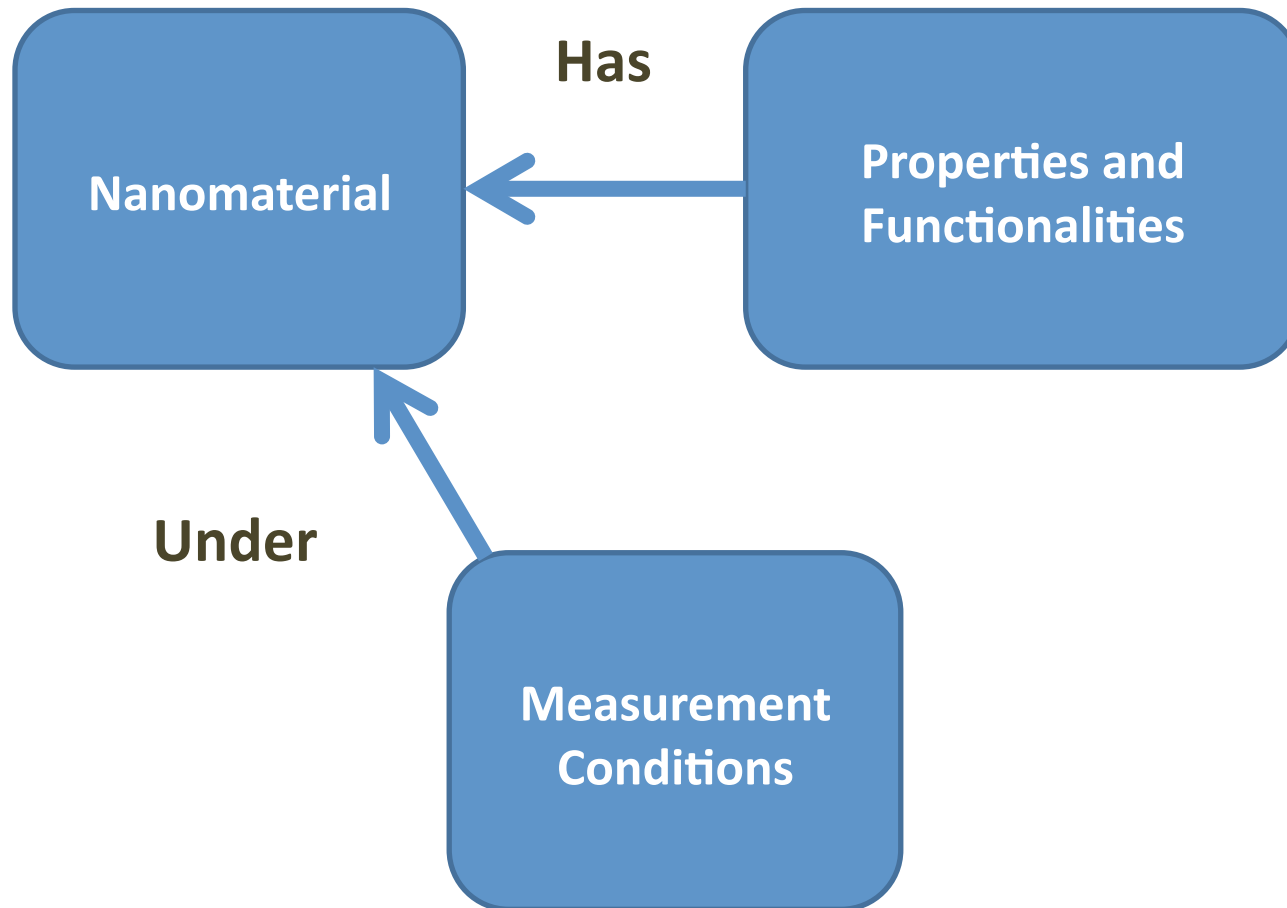 Has
Nanomaterial
Properties and
Functionalities
Under
Measurement
Conditions